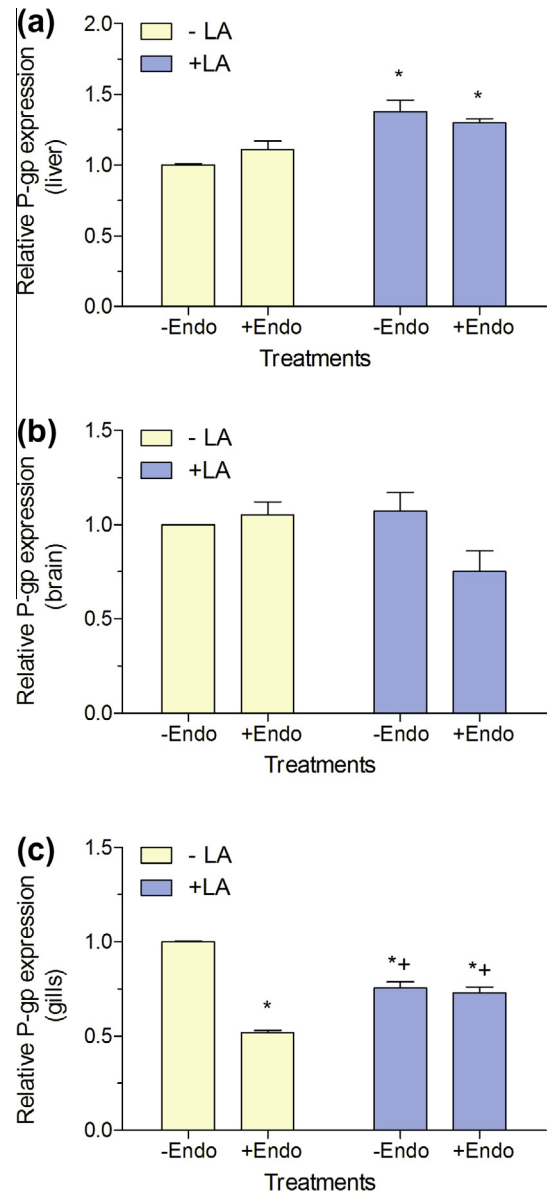 (a)
- LA
+LA
Relative P-gp expression
(liver)
2.0
1.5
1.0
0.5
0.0
*
*
-Endo +Endo -Endo +Endo
Treatments
(b)
- LA
+LA
Relative P-gp expression
(brain)
1.5
1.0
0.5
0.0
-Endo +Endo -Endo +Endo
Treatments
(c)
- LA
+LA
Relative P-gp expression
(gills)
1.5
1.0
0.5
0.0
*
*+
*+
-Endo +Endo -Endo +Endo
Treatments